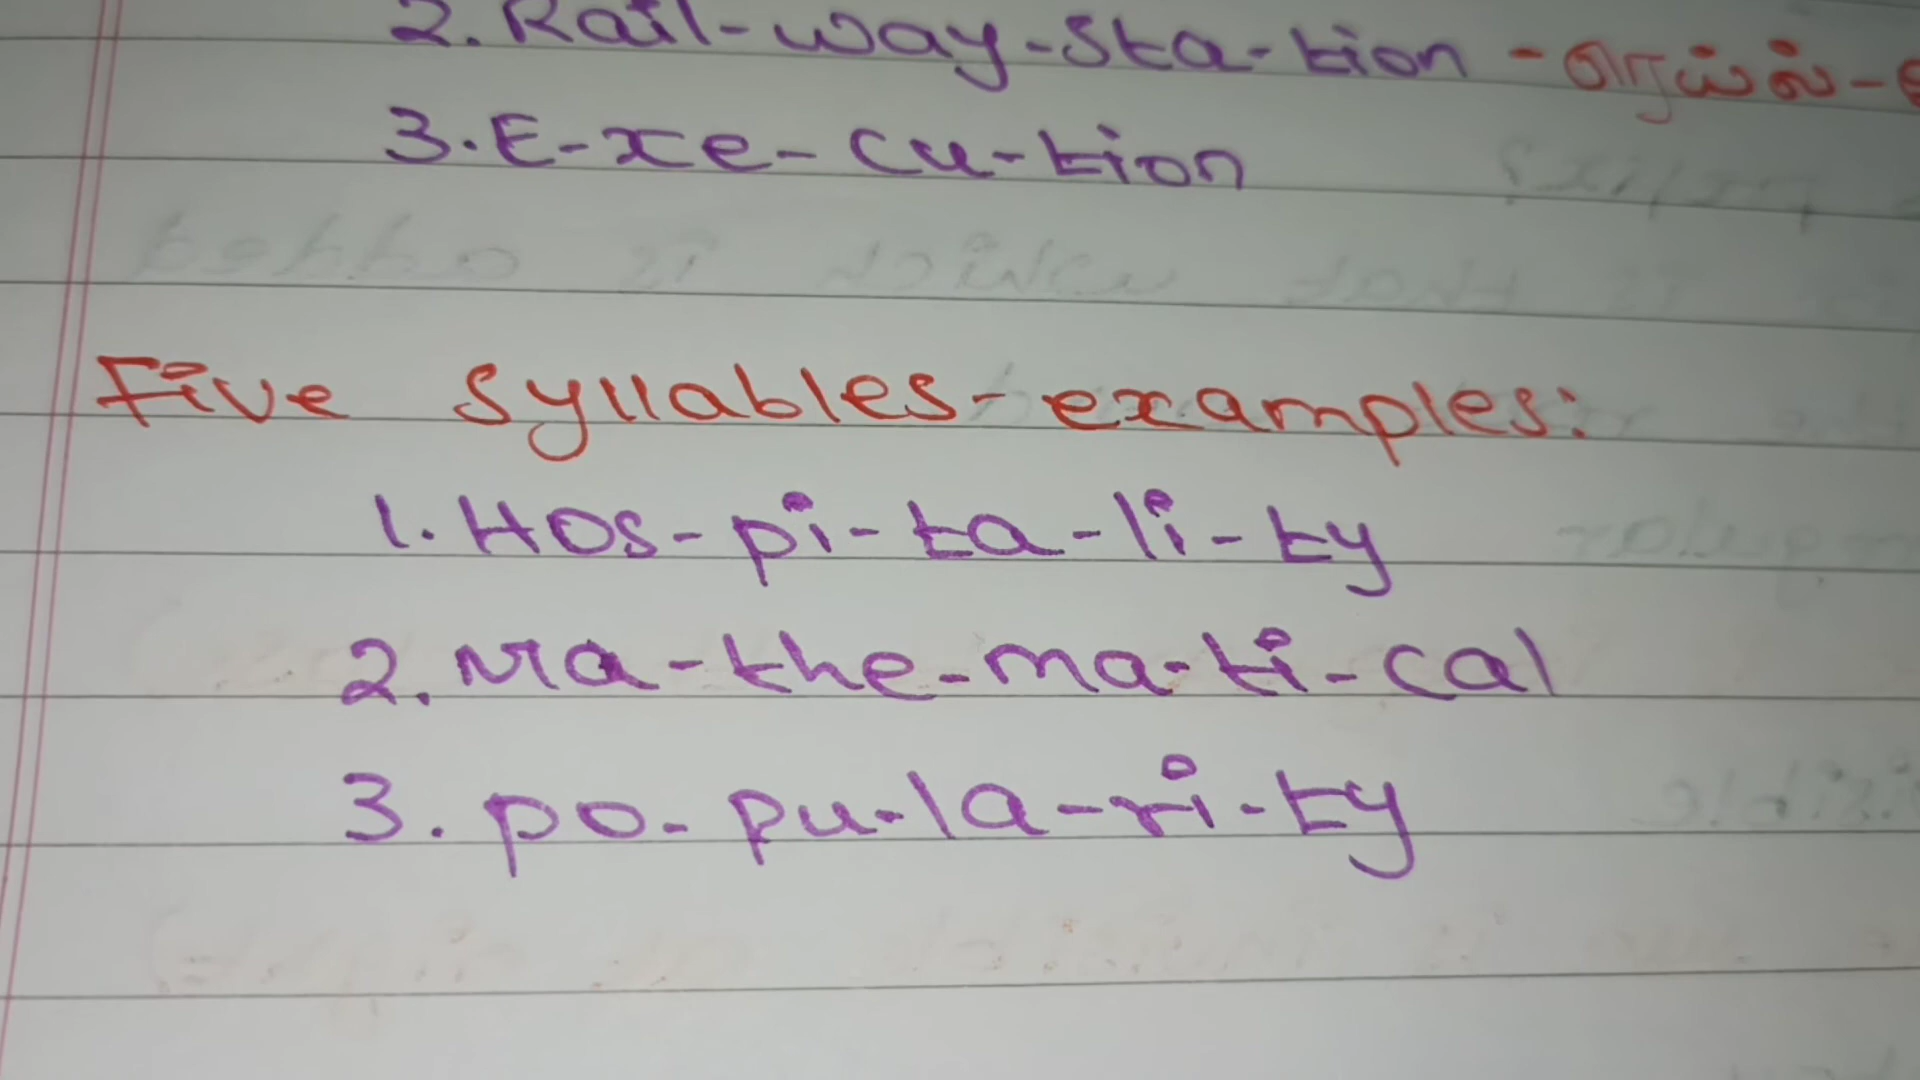 2. Rail-way-sta-tion - ரயில் -
3. E-xe-cu-tion
Five syllables-examples:
1. Hos-pi-ta-li-ty
2. Ma-the-ma-ti-cal
3. po-pu-la-ri-ty